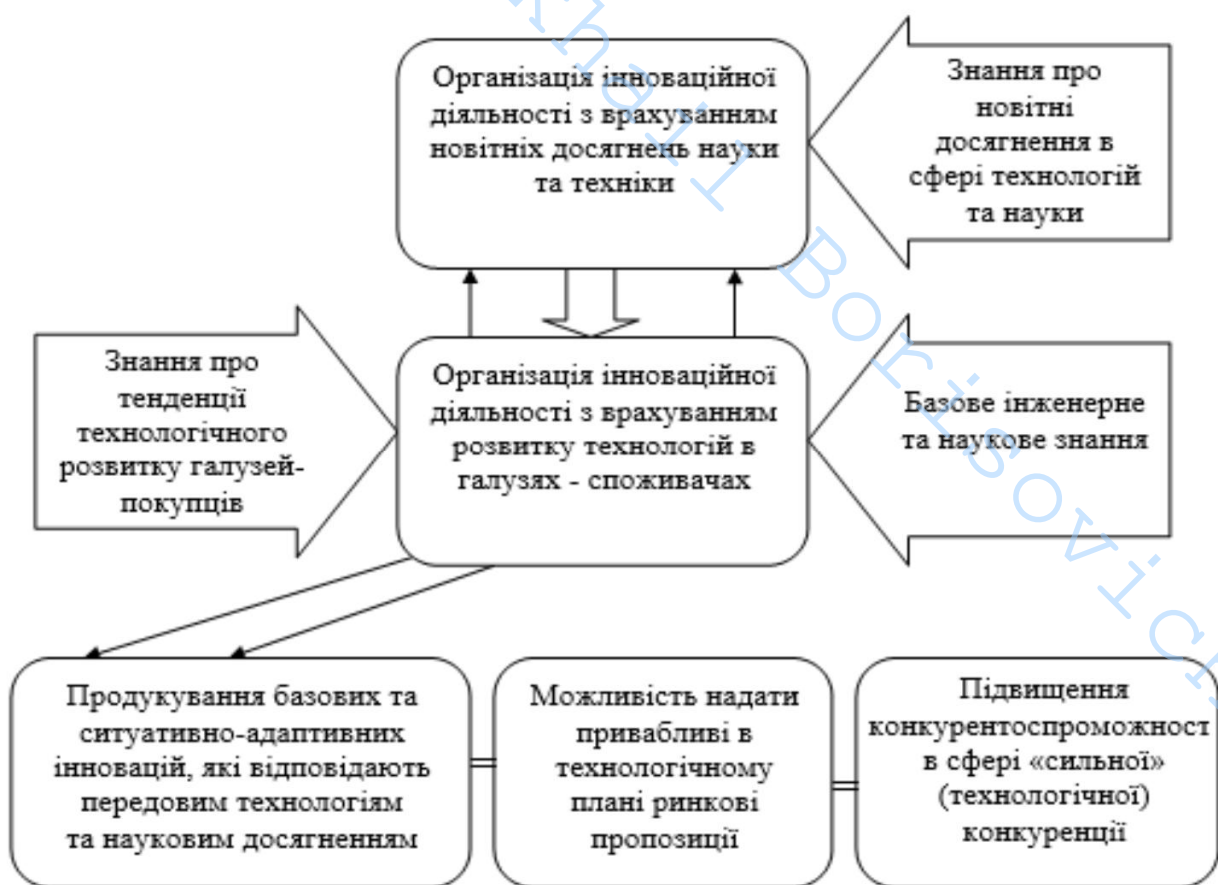 Організація інноваційної
діяльності з врахуванням
новітніх досягнень науки
та техніки
Знання про
новітні
досягнення в
сфері технологій
та науки
Знання про
тенденції
технологічного
розвитку галузей-
покупців
Організація інноваційної
діяльності з врахуванням
розвитку технологій в
галузях - споживачах
Базове інженерне
та наукове знання
Продукування базових та
ситуативно-адаптивних
інновацій, які відповідають
передовим технологіям
та науковим досягненням
Можливість надати
привабливі в
технологічному
плані ринкові
пропозиції
Підвищення
конкурентоспроможност
в сфері «сильної»
(технологічної)
конкуренції
khail Borisovich